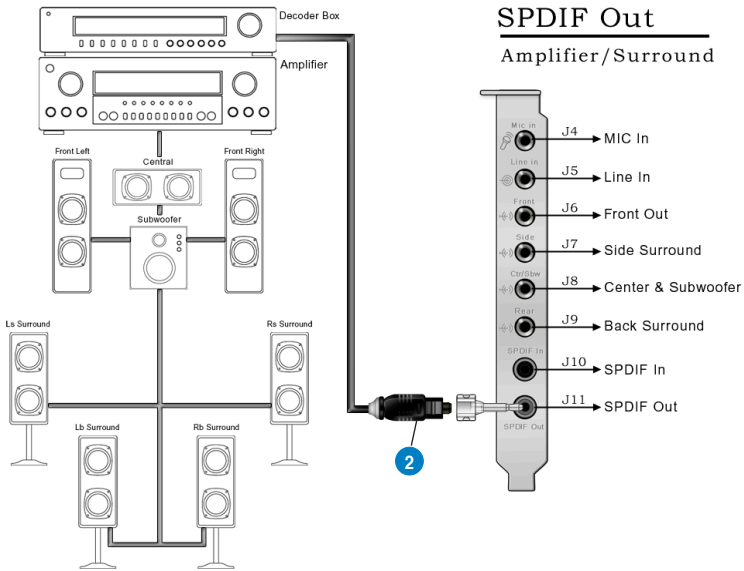 SPDIF Out
Amplifier/Surround
Decoder Box
Amplifier
Front Left
Central
Front Right
Subwoofer
Ls Surround
Rs Surround
Lb Surround
Rb Surround
2
Mic in
J4
MIC In
Line in
J5
Line In
Front
J6
Front Out
Side
J7
Side Surround
Ctr/Sbw
J8
Center & Subwoofer
Rear
J9
Back Surround
SPDIF In
J10
SPDIF In
J11
SPDIF Out
SPDIF Out